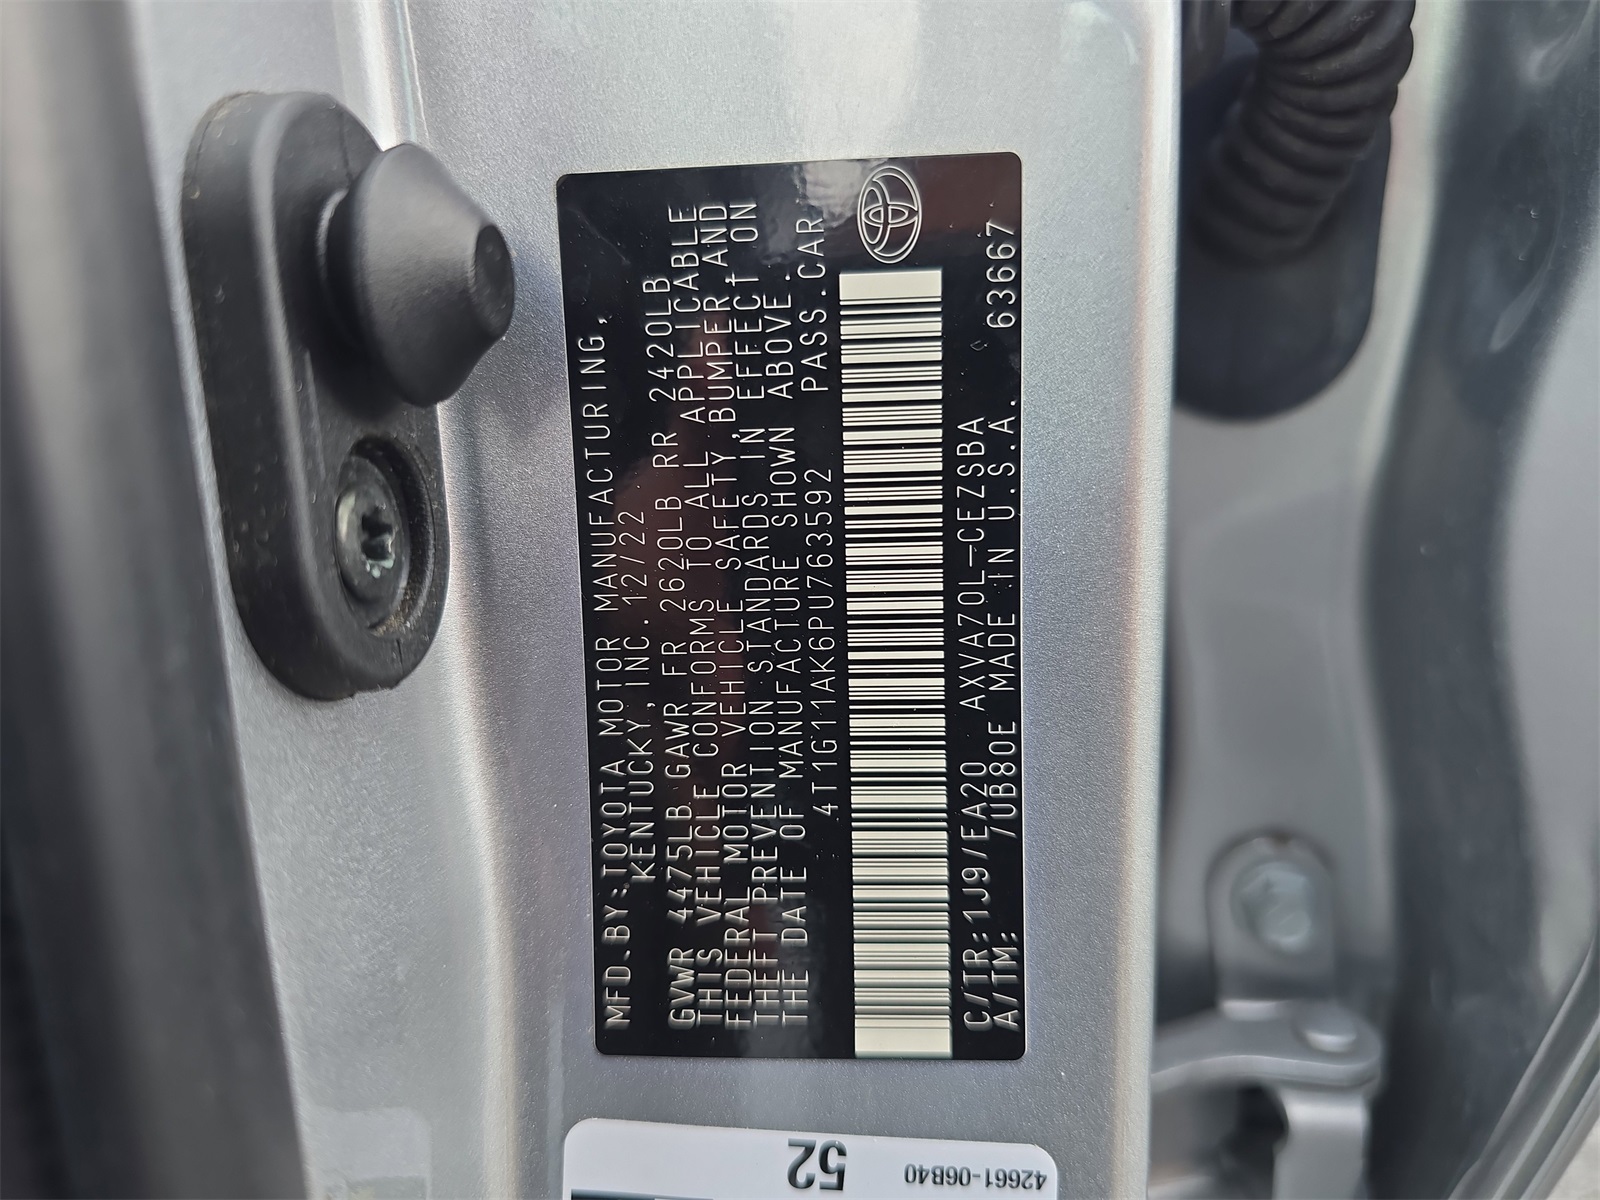 MFD.BY:TOYOTA MOTOR MANUFACTURING,
KENTUCKY, INC. 12/22
GVWR 4475LB GAWR FR 2620LB RR 2420LB
THIS VEHICLE CONFORMS TO ALL APPLICABLE
FEDERAL MOTOR VEHICLE SAFETY, BUMPER, AND
THEFT PREVENTION STANDARDS IN EFFECT ON
THE DATE OF MANUFACTURE SHOWN ABOVE.
4T1G11AK6PU763592 PASS.CAR
C/TR:1J9/EA20 AXVA70L-CEZSBA
A/TM: /UB80E MADE IN U.S.A. 63667
52
42661-06B40